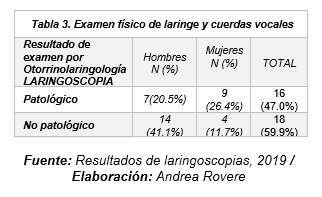 Tabla 3. Examen físico de laringe y cuerdas vocales
Resultado de
examen por
Otorrinolaringología
LARINGOSCOPIA
Hombres
N (%)
Mujeres
N (%)
TOTAL
Patológico
7(20.5%)
9
(26.4%)
16
(47.0%)
No patológico
14
(41.1%)
4
(11.7%)
18
(59.9%)
Fuente: Resultados de laringoscopias, 2019 /
Elaboración: Andrea Rovere